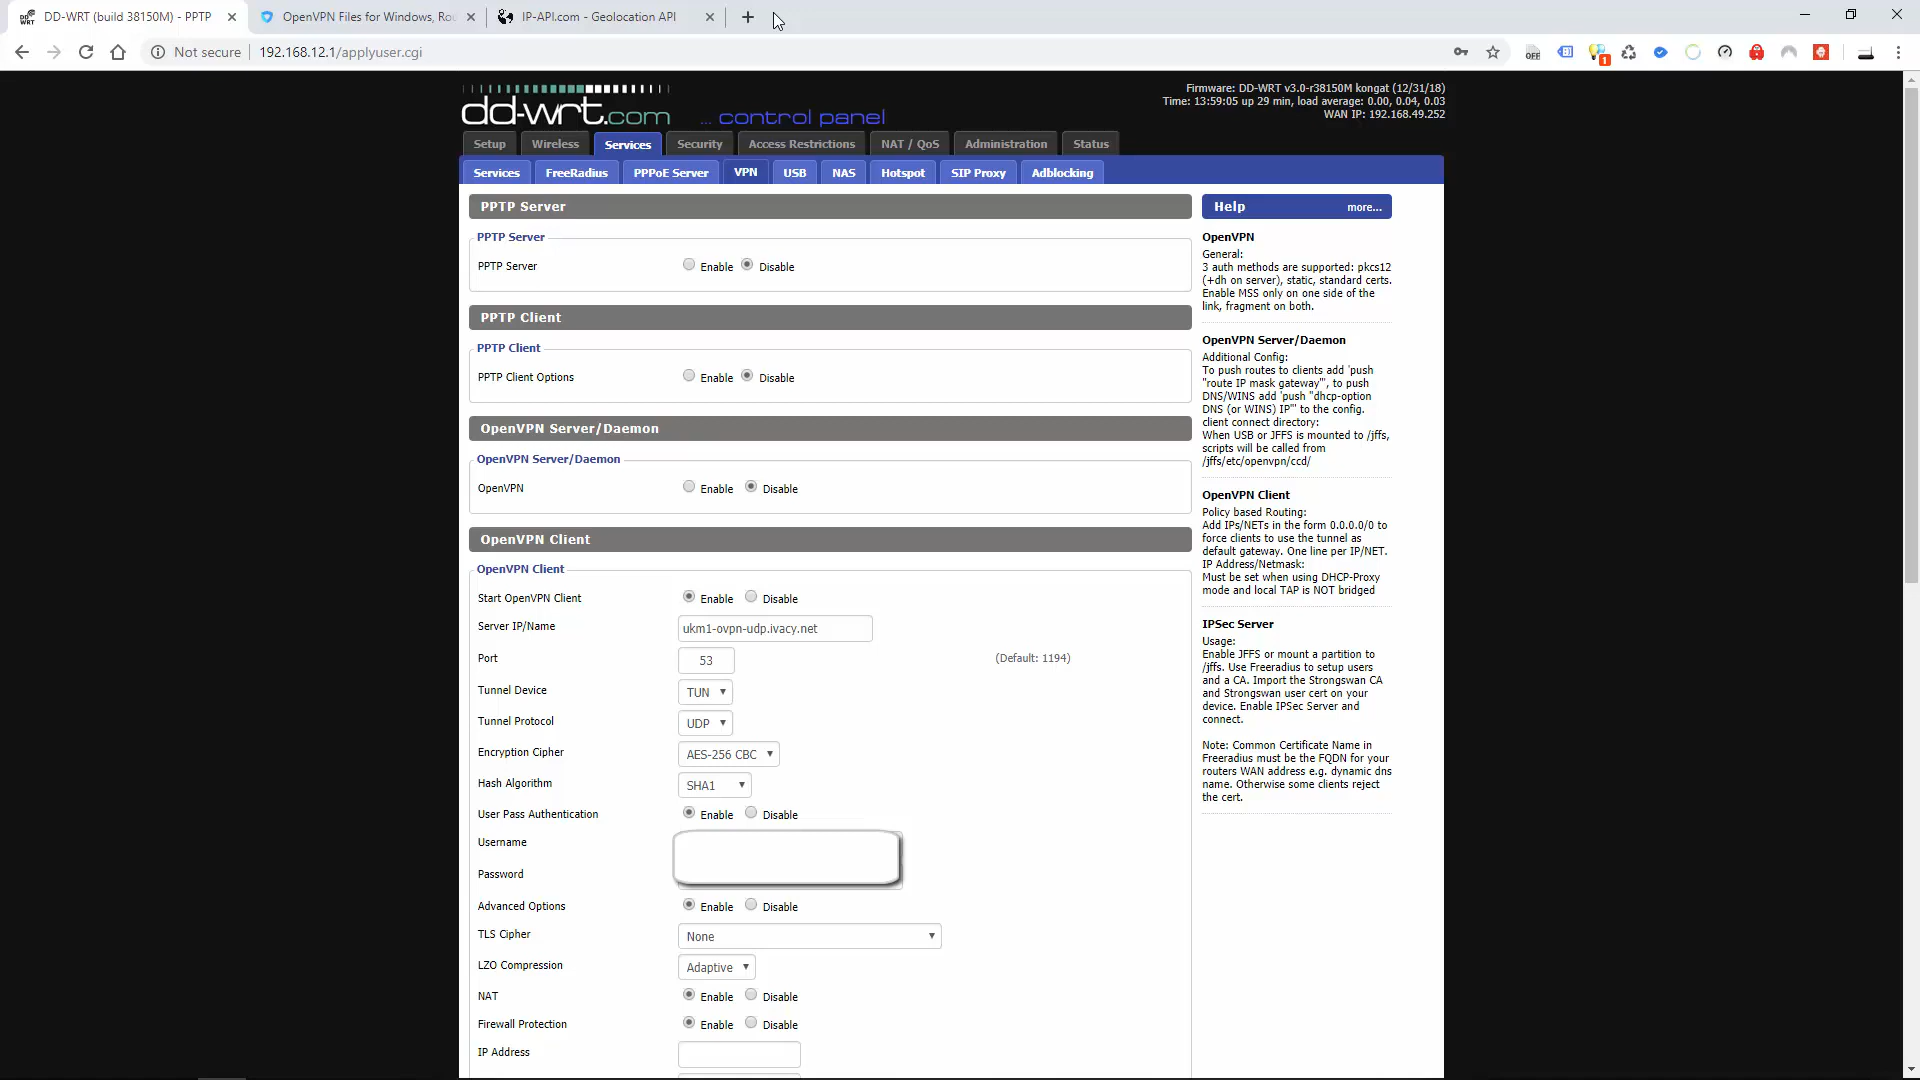 DD-WRT (build 38150M) - PPTP
OpenVPN Files for Windows, Rou
IP-API.com - Geolocation API
Not secure
192.168.12.1/applyuser.cgi
OFF
1
dd-wrt.com
... control panel
Firmware: DD-WRT v3.0-r38150M kongat (12/31/18)
Time: 13:59:05 up 29 min, load average: 0.00, 0.04, 0.03
WAN IP: 192.168.49.252
Setup
Wireless
Services
Security
Access Restrictions
NAT / QoS
Administration
Status
Services
FreeRadius
PPPoE Server
VPN
USB
NAS
Hotspot
SIP Proxy
Adblocking
PPTP Server
PPTP Server
PPTP Server
Enable
Disable
PPTP Client
PPTP Client
PPTP Client Options
Enable
Disable
OpenVPN Server/Daemon
OpenVPN Server/Daemon
OpenVPN
Enable
Disable
OpenVPN Client
OpenVPN Client
Start OpenVPN Client
Enable
Disable
Server IP/Name
ukm1-ovpn-udp.ivacy.net
Port
53
(Default: 1194)
Tunnel Device
TUN
Tunnel Protocol
UDP
Encryption Cipher
AES-256 CBC
Hash Algorithm
SHA1
User Pass Authentication
Enable
Disable
Username
Password
Advanced Options
Enable
Disable
TLS Cipher
None
LZO Compression
Adaptive
NAT
Enable
Disable
Firewall Protection
Enable
Disable
IP Address
Help
more...
OpenVPN
General:
3 auth methods are supported: pkcs12
(+dh on server), static, standard certs.
Enable MSS only on one side of the
link, fragment on both.
OpenVPN Server/Daemon
Additional Config:
To push routes to clients add 'push
"route IP mask gateway"', to push
DNS/WINS add 'push "dhcp-option
DNS (or WINS) IP"' to the config.
client connect directory:
When USB or JFFS is mounted to /jffs,
scripts will be called from
/jffs/etc/openvpn/ccd/
OpenVPN Client
Policy based Routing:
Add IPs/NETs in the form 0.0.0.0/0 to
force clients to use the tunnel as
default gateway. One line per IP/NET.
IP Address/Netmask:
Must be set when using DHCP-Proxy
mode and local TAP is NOT bridged
IPSec Server
Usage:
Enable JFFS or mount a partition to
/jffs. Use Freeradius to setup users
and a CA. Import the Strongswan CA
and Strongswan user cert on your
device. Enable IPSec Server and
connect.
Note: Common Certificate Name in
Freeradius must be the FQDN for your
routers WAN address e.g. dynamic dns
name. Otherwise some clients reject
the cert.